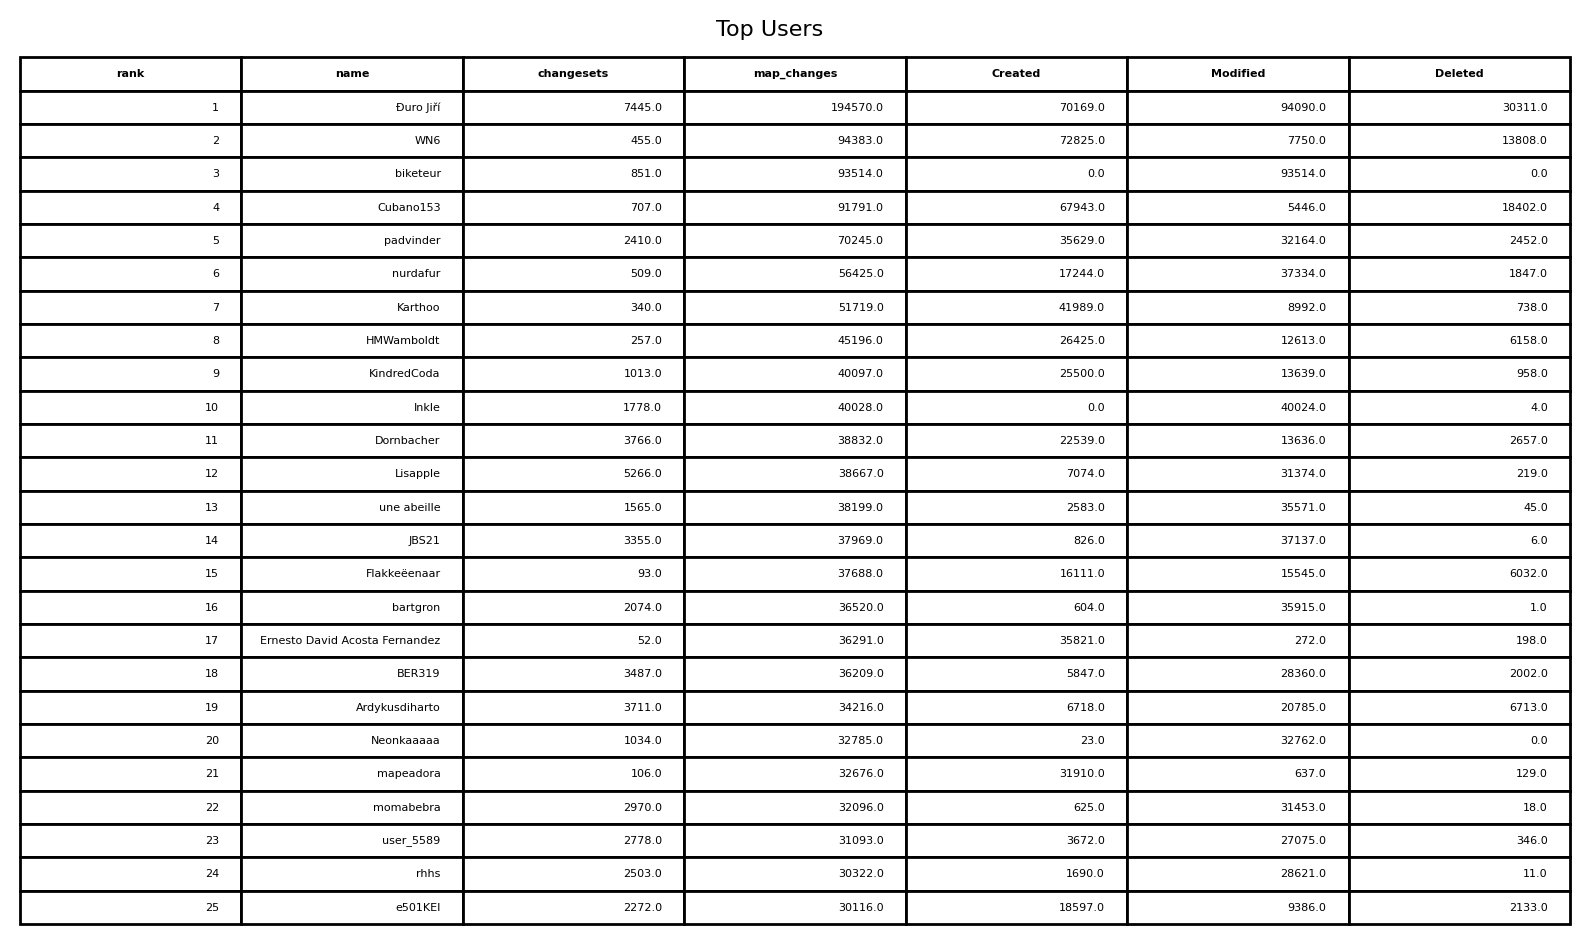 Top Users
rank name changesets map_changes Created Modified Deleted
1 Đuro Jiří 7445.0 194570.0 70169.0 94090.0 30311.0
2 WN6 455.0 94383.0 72825.0 7750.0 13808.0
3 biketeur 851.0 93514.0 0.0 93514.0 0.0
4 Cubano153 707.0 91791.0 67943.0 5446.0 18402.0
5 padvinder 2410.0 70245.0 35629.0 32164.0 2452.0
6 nurdafur 509.0 56425.0 17244.0 37334.0 1847.0
7 Karthoo 340.0 51719.0 41989.0 8992.0 738.0
8 HMWamboldt 257.0 45196.0 26425.0 12613.0 6158.0
9 KindredCoda 1013.0 40097.0 25500.0 13639.0 958.0
10 Inkle 1778.0 40028.0 0.0 40024.0 4.0
11 Dornbacher 3766.0 38832.0 22539.0 13636.0 2657.0
12 Lisapple 5266.0 38667.0 7074.0 31374.0 219.0
13 une abeille 1565.0 38199.0 2583.0 35571.0 45.0
14 JBS21 3355.0 37969.0 826.0 37137.0 6.0
15 Flakkeëenaar 93.0 37688.0 16111.0 15545.0 6032.0
16 bartgron 2074.0 36520.0 604.0 35915.0 1.0
17 Ernesto David Acosta Fernandez 52.0 36291.0 35821.0 272.0 198.0
18 BER319 3487.0 36209.0 5847.0 28360.0 2002.0
19 Ardykusdiharto 3711.0 34216.0 6718.0 20785.0 6713.0
20 Neonkaaaaa 1034.0 32785.0 23.0 32762.0 0.0
21 mapeadora 106.0 32676.0 31910.0 637.0 129.0
22 momabebra 2970.0 32096.0 625.0 31453.0 18.0
23 user_5589 2778.0 31093.0 3672.0 27075.0 346.0
24 rhhs 2503.0 30322.0 1690.0 28621.0 11.0
25 e501KEI 2272.0 30116.0 18597.0 9386.0 2133.0